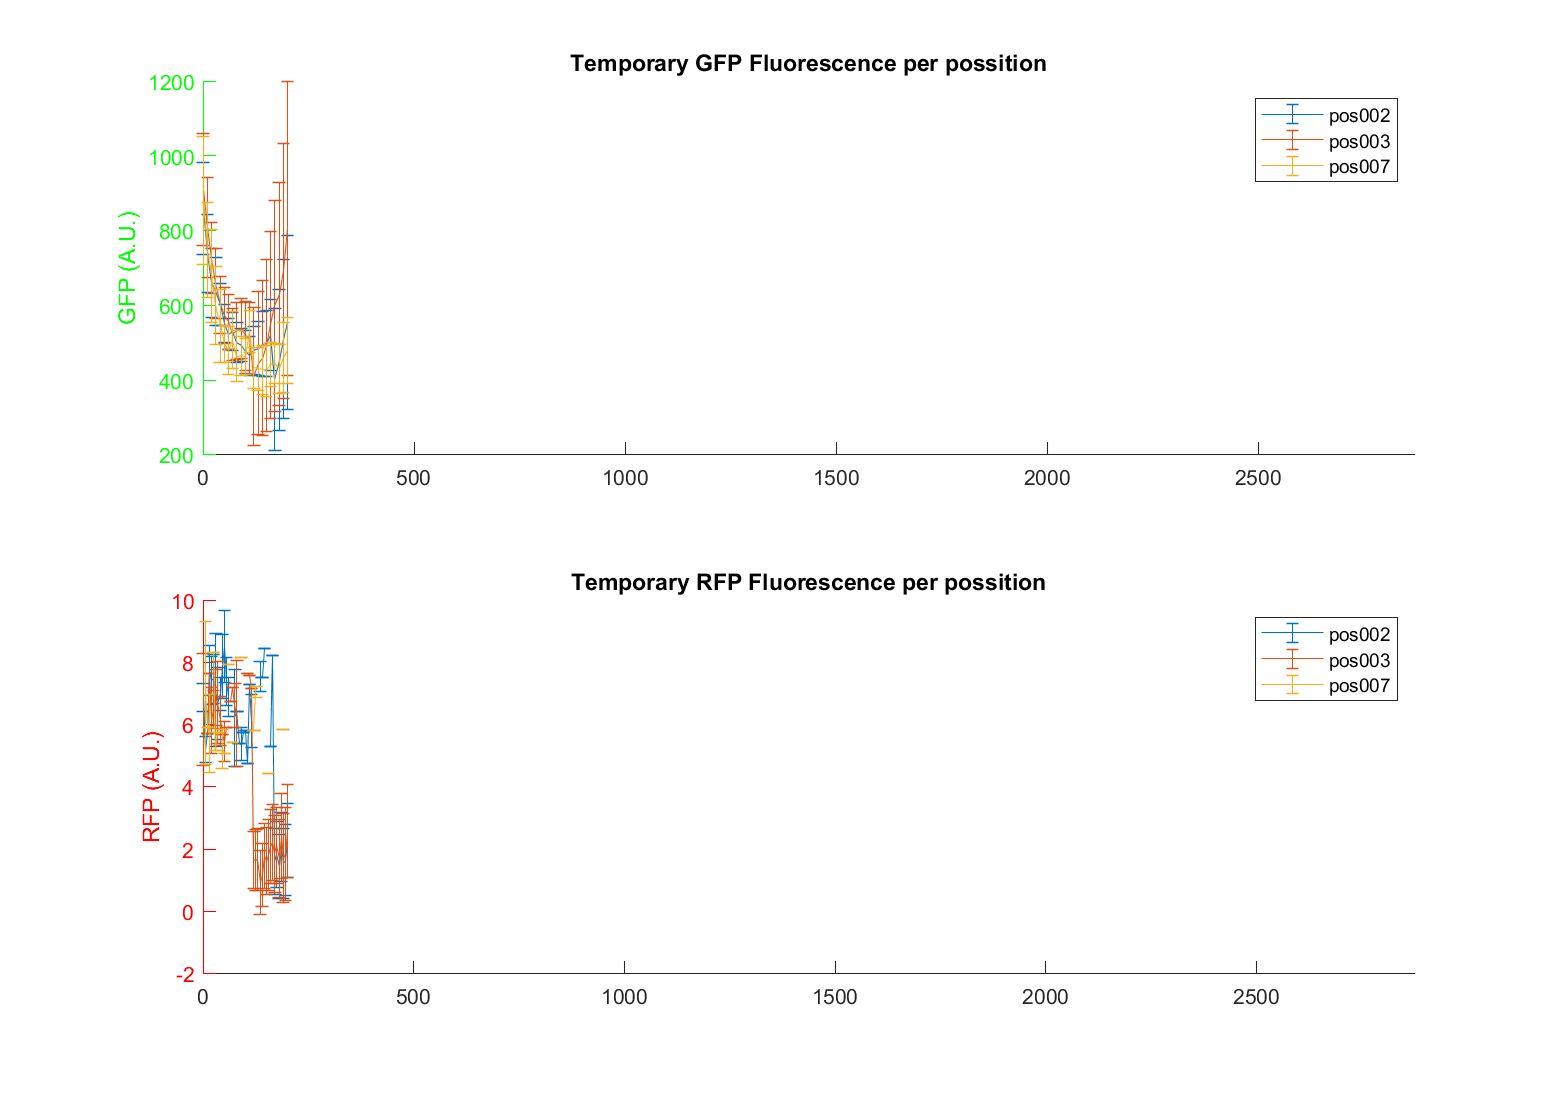 Temporary GFP Fluorescence per possition
1200
1000
800
600
400
200
GFP (A.U.)
pos002
pos003
pos007
0 500 1000 1500 2000 2500
Temporary RFP Fluorescence per possition
10
8
6
4
2
0
-2
RFP (A.U.)
pos002
pos003
pos007
0 500 1000 1500 2000 2500